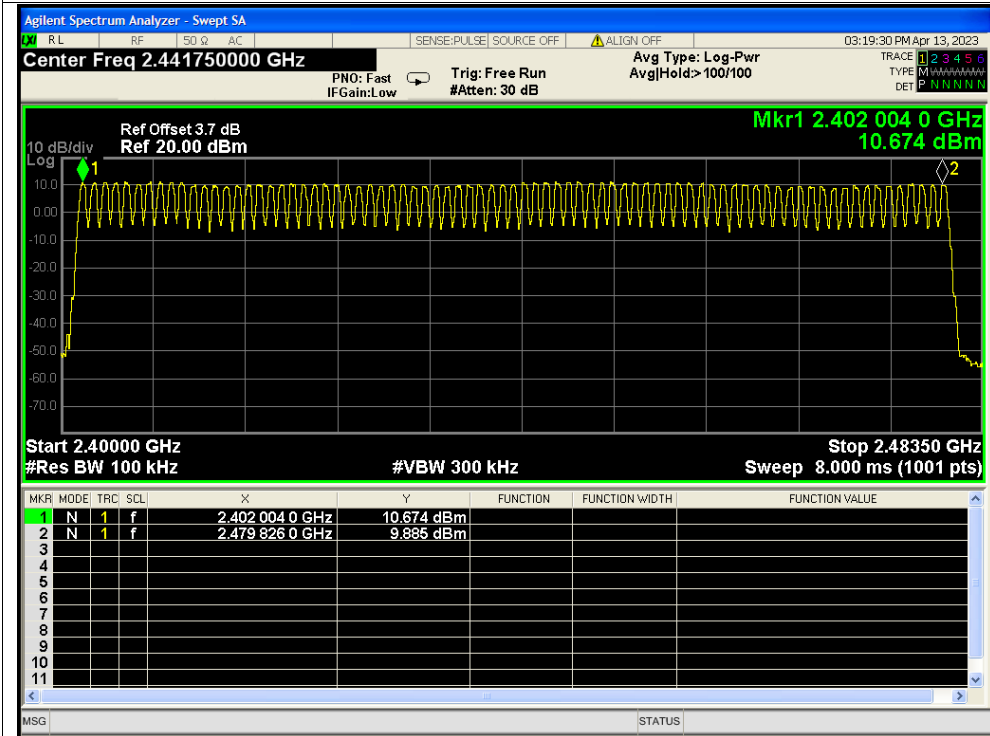 Agilent Spectrum Analyzer - Swept SA
LXI RL RF 50 Ω AC SENSE:PULSE SOURCE OFF ALIGN OFF 03:19:30 PM Apr 13, 2023
Center Freq 2.441750000 GHz
PNO: Fast
IFGain:Low
Trig: Free Run
#Atten: 30 dB
Avg Type: Log-Pwr
Avg|Hold:> 100/100
TRACE 1 2 3 4 5 6
TYPE M W W W W W
DET P N N N N N
Mkr1 2.402 004 0 GHz
10.674 dBm
Ref Offset 3.7 dB
10 dB/div Ref 20.00 dBm
Log
1
2
10.0
0.00
-10.0
-20.0
-30.0
-40.0
-50.0
-60.0
-70.0
Start 2.40000 GHz Stop 2.48350 GHz
#Res BW 100 kHz #VBW 300 kHz Sweep 8.000 ms (1001 pts)
MKR MODE TRC SCL X Y FUNCTION FUNCTION WIDTH FUNCTION VALUE
1 N 1 f 2.402 004 0 GHz 10.674 dBm
2 N 1 f 2.479 826 0 GHz 9.885 dBm
3
4
5
6
7
8
9
10
11
MSG STATUS